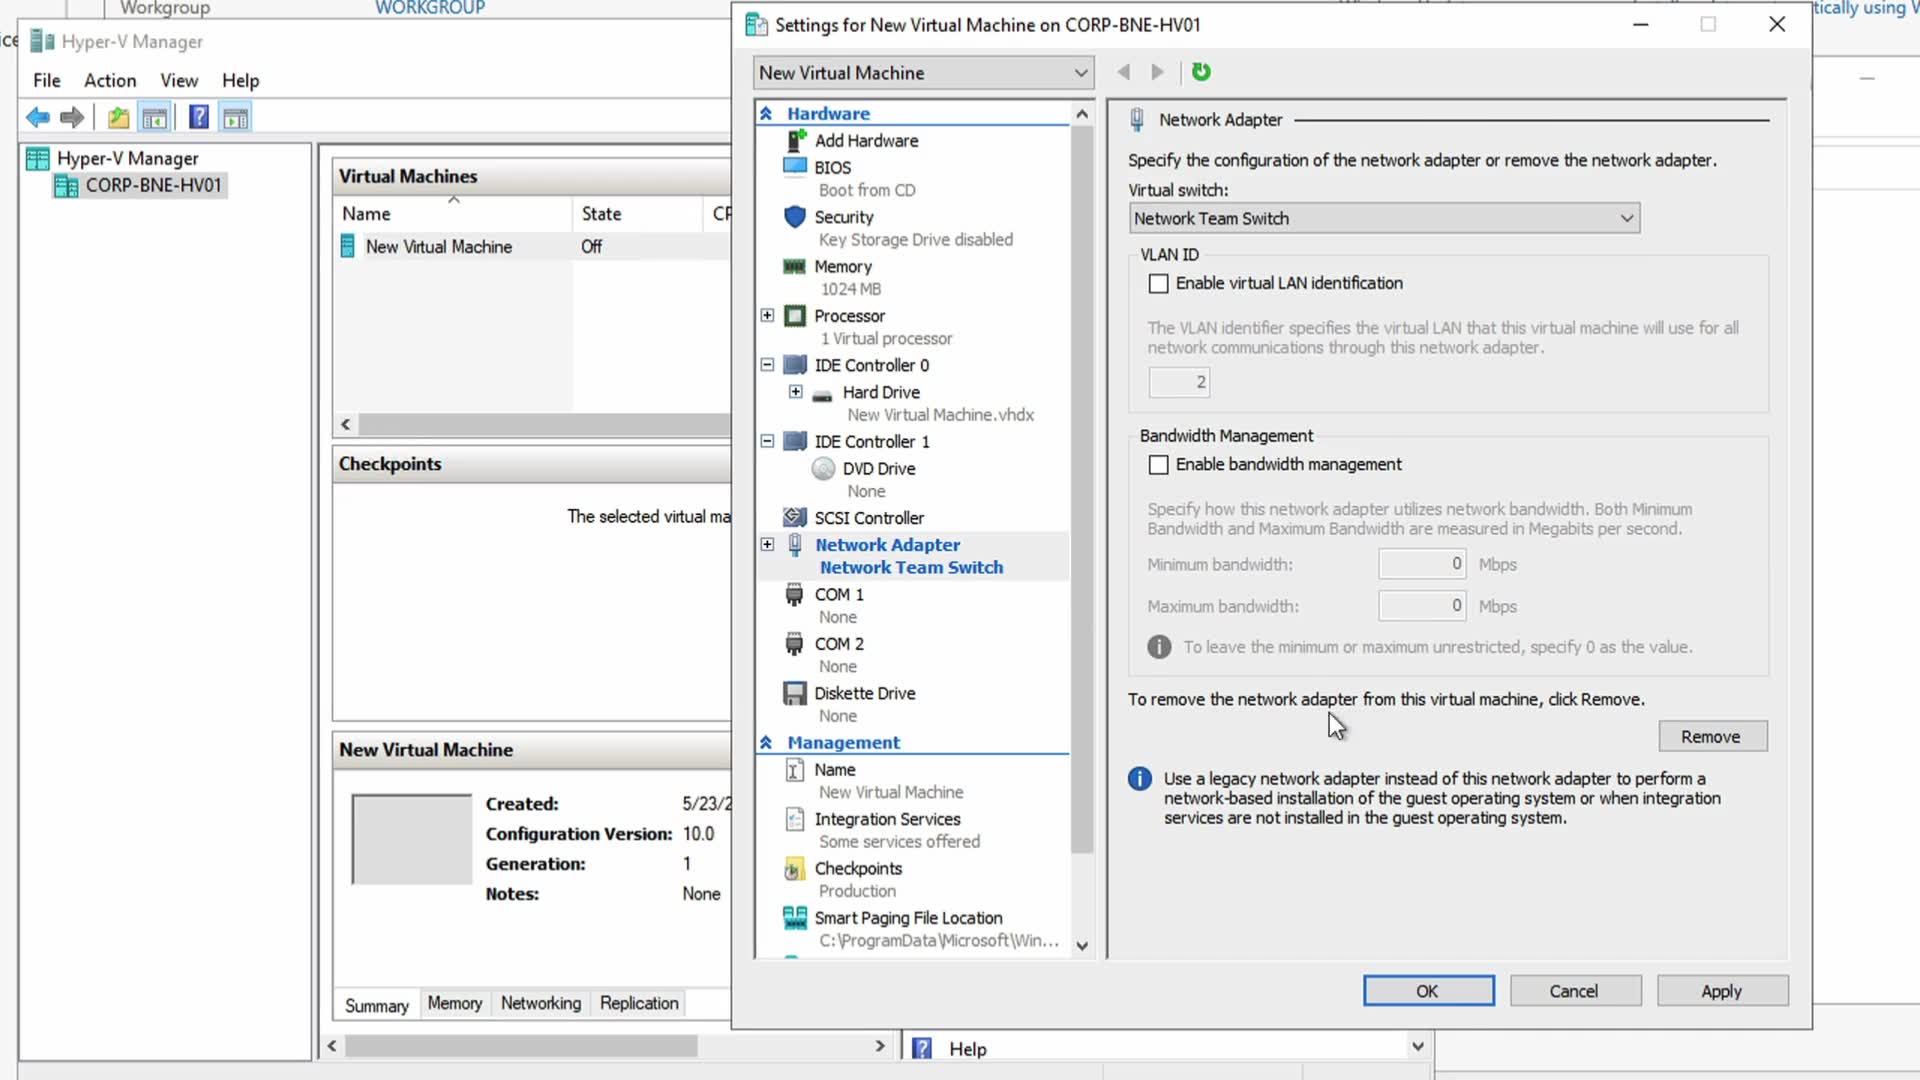 Workgroup
WORKGROUP
Hyper-V Manager
File
Action
View
Help
Hyper-V Manager
CORP-BNE-HV01
Virtual Machines
Name
State
New Virtual Machine
Off
Checkpoints
The selected virtual ma
New Virtual Machine
Created:
5/23/2
Configuration Version:
10.0
Generation:
1
Notes:
None
Summary
Memory
Networking
Replication
Help
Settings for New Virtual Machine on CORP-BNE-HV01
New Virtual Machine
Hardware
Add Hardware
BIOS
Boot from CD
Security
Key Storage Drive disabled
Memory
1024 MB
Processor
1 Virtual processor
IDE Controller 0
Hard Drive
New Virtual Machine.vhdx
IDE Controller 1
DVD Drive
None
SCSI Controller
Network Adapter
Network Team Switch
COM 1
None
COM 2
None
Diskette Drive
None
Management
Name
New Virtual Machine
Integration Services
Some services offered
Checkpoints
Production
Smart Paging File Location
C:\ProgramData\Microsoft\Win...
Network Adapter
Specify the configuration of the network adapter or remove the network adapter.
Virtual switch:
Network Team Switch
VLAN ID
Enable virtual LAN identification
The VLAN identifier specifies the virtual LAN that this virtual machine will use for all
network communications through this network adapter.
2
Bandwidth Management
Enable bandwidth management
Specify how this network adapter utilizes network bandwidth. Both Minimum
Bandwidth and Maximum Bandwidth are measured in Megabits per second.
Minimum bandwidth:
0
Mbps
Maximum bandwidth:
0
Mbps
To leave the minimum or maximum unrestricted, specify 0 as the value.
To remove the network adapter from this virtual machine, click Remove.
Remove
Use a legacy network adapter instead of this network adapter to perform a
network-based installation of the guest operating system or when integration
services are not installed in the guest operating system.
OK
Cancel
Apply
tically using